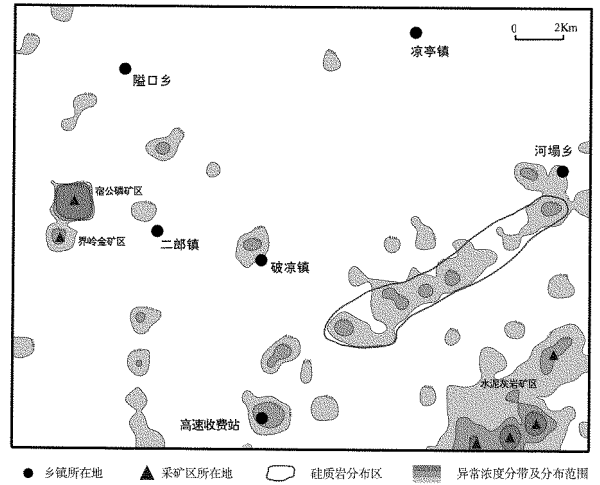 0 2Km
凉亭镇
隘口乡
河塌乡
宿公磷矿区
界岭金矿区
二郎镇
破凉镇
水泥灰岩矿区
高速收费站
乡镇所在地 采矿区所在地 硅质岩分布区 异常浓度分带及分布范围